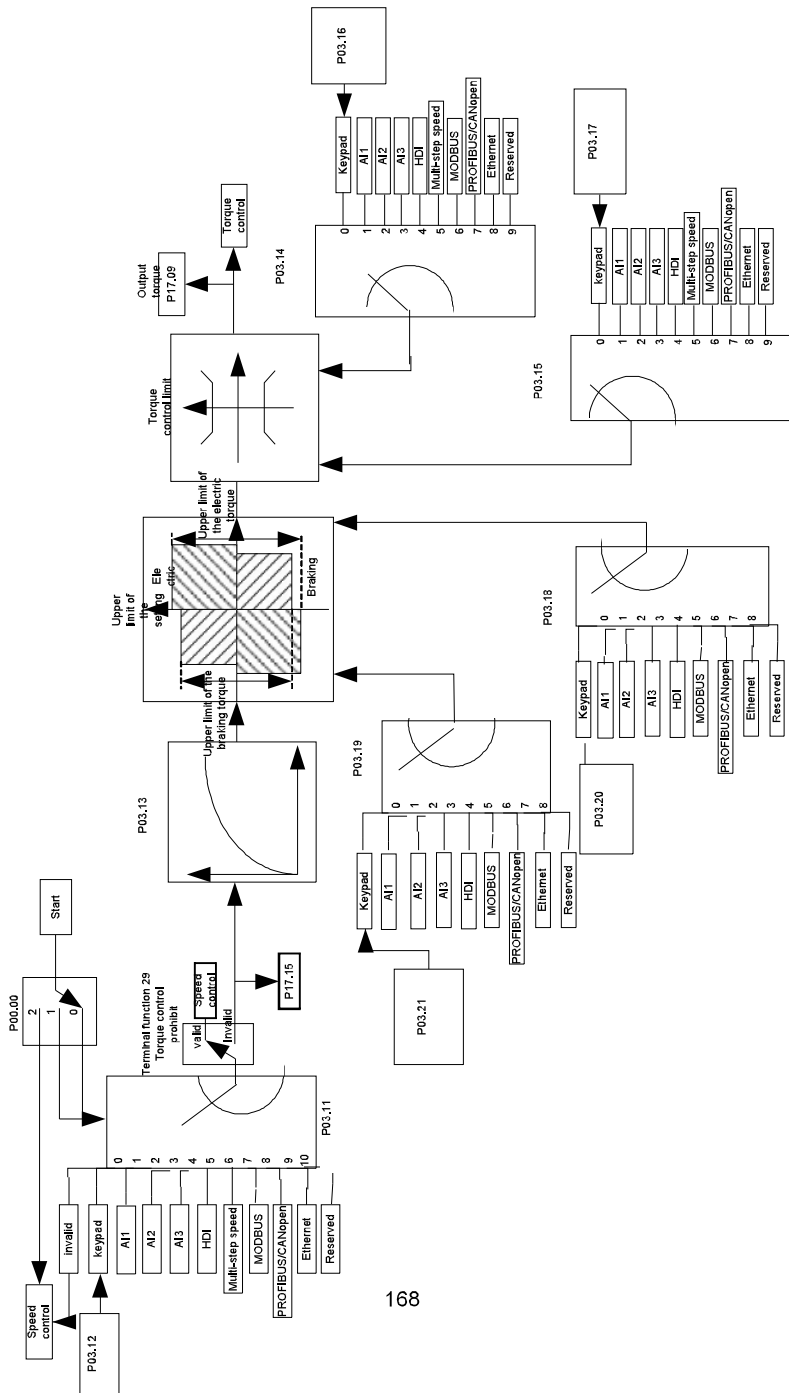 Start
P00.00
2
1
0
Speed
control
P03.12
invalid
keypad
AI1
AI2
AI3
HDI
Multi-step speed
MODBUS
PROFIBUS/CANopen
Ethernet
Reserved
0
1
2
3
4
5
6
7
8
9
10
P03.11
Terminal function 29
Torque control
prohibit
valid
Invalid
Speed
control
P17.15
P03.13
Upper
limit of
the
setting
Ele
ctric
Braking
Upper limit of the
braking torque
Upper limit of
the electric
torque
Torque
control limit
Output
torque
P17.09
Torque
control
P03.14
0
1
2
3
4
5
6
7
8
9
Keypad
AI1
AI2
AI3
HDI
Multi-step speed
MODBUS
PROFIBUS/CANopen
Ethernet
Reserved
P03.16
P03.15
0
1
2
3
4
5
6
7
8
9
keypad
AI1
AI2
AI3
HDI
Multi-step speed
MODBUS
PROFIBUS/CANopen
Ethernet
Reserved
P03.17
P03.18
0
1
2
3
4
5
6
7
8
Keypad
AI1
AI2
AI3
HDI
MODBUS
PROFIBUS/CANopen
Ethernet
Reserved
P03.20
P03.19
0
1
2
3
4
5
6
7
8
Keypad
AI1
AI2
AI3
HDI
MODBUS
PROFIBUS/CANopen
Ethernet
Reserved
P03.21
168